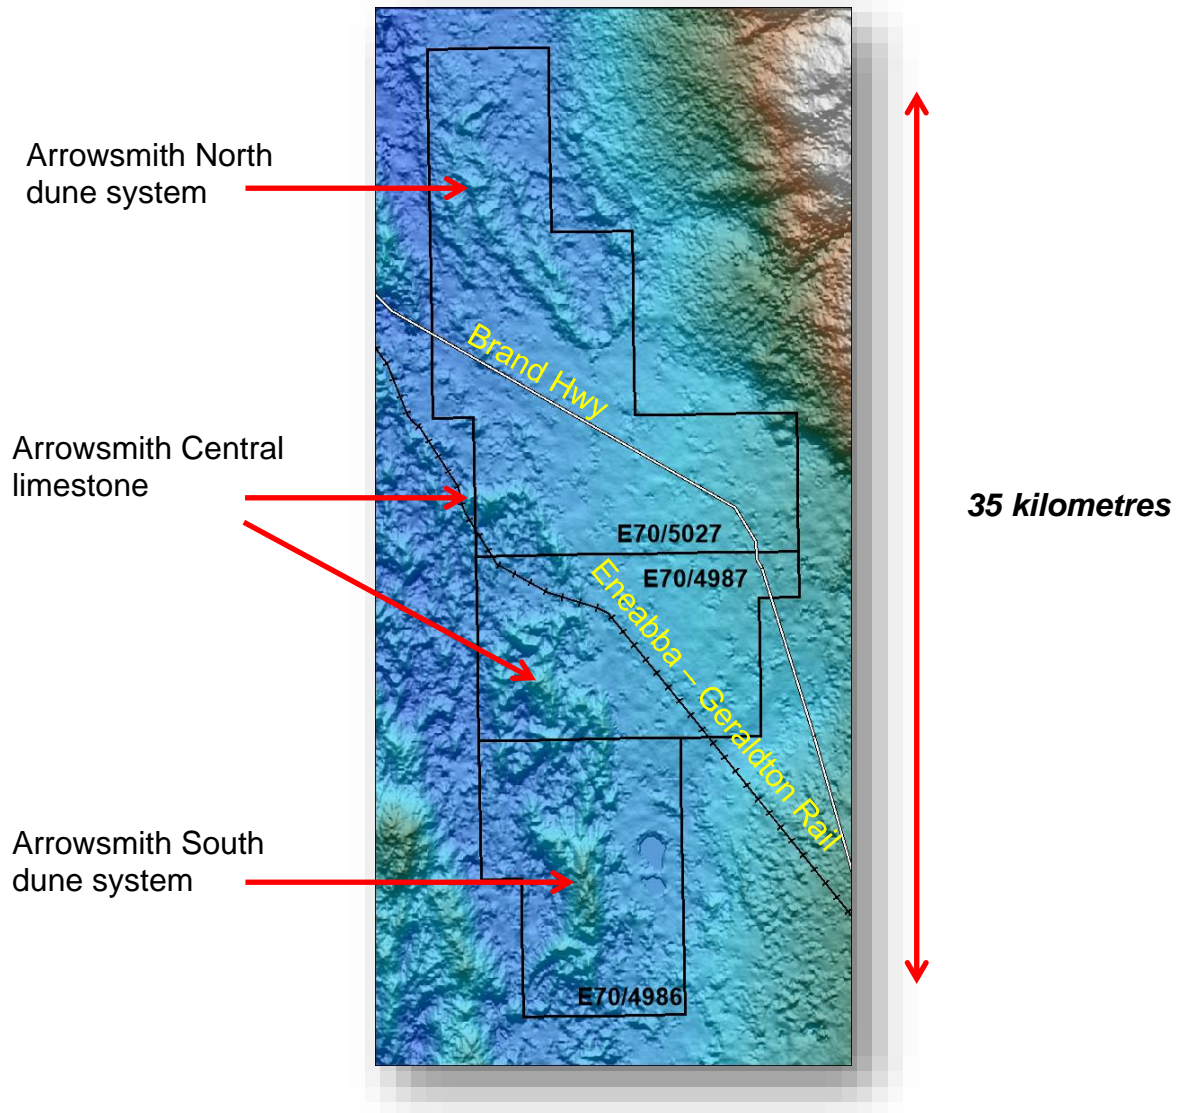 Arrowsmith North
dune system
Brand Hwy
Arrowsmith Central
limestone
35 kilometres
E70/5027
E70/4987
Eneabba – Geraldton Rail
Arrowsmith South
dune system
E70/4986